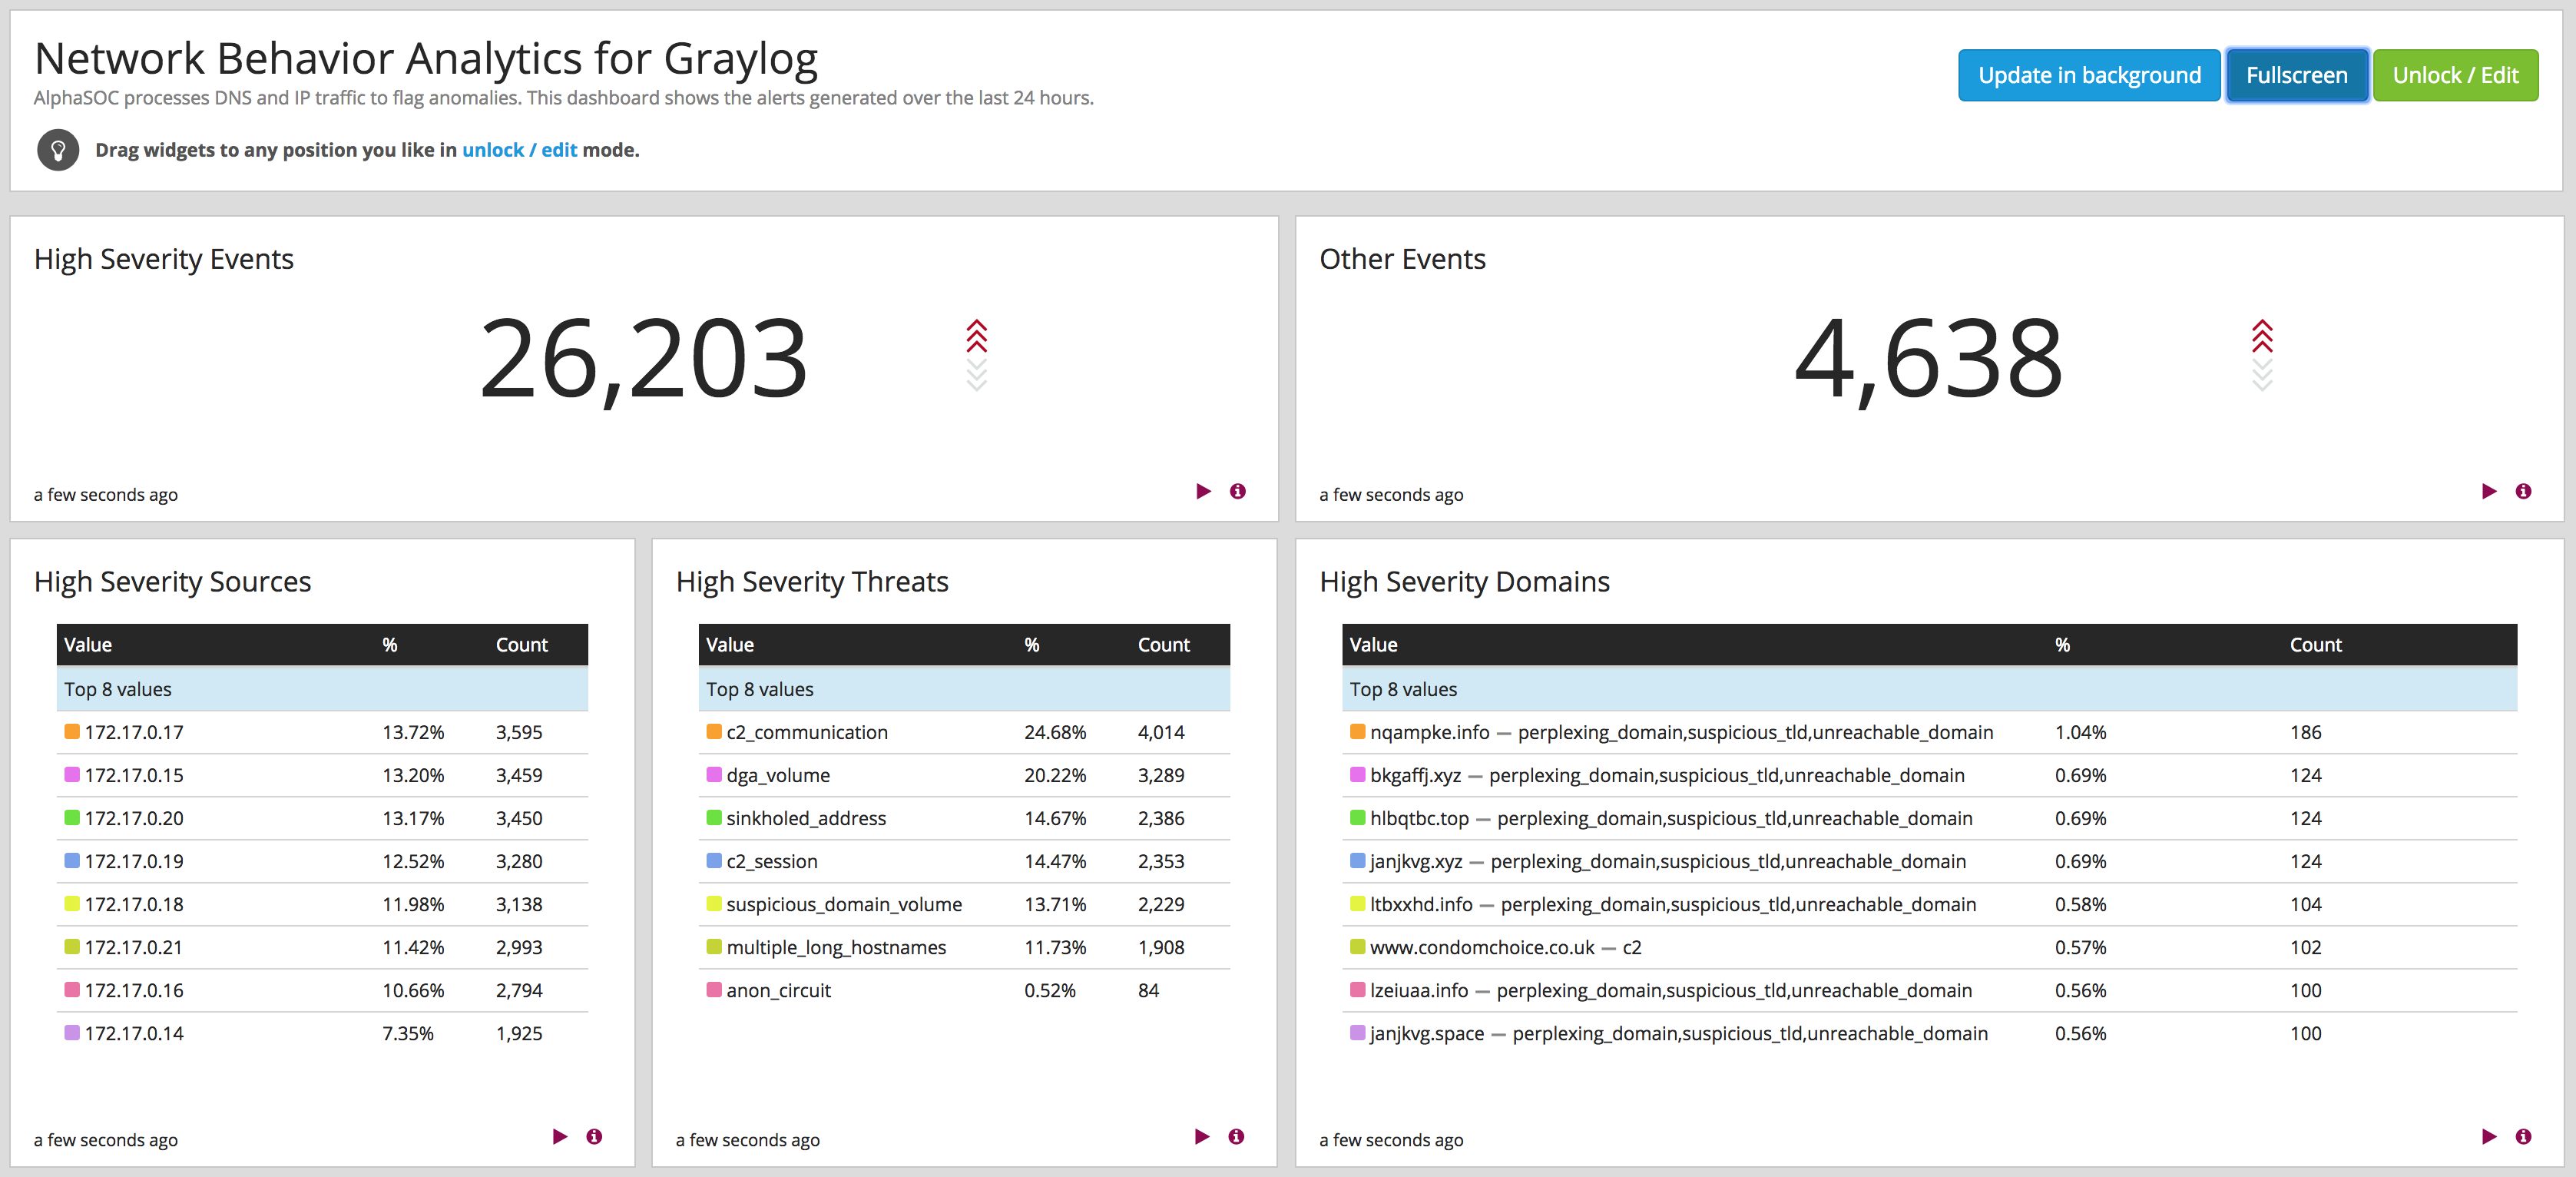 Network Behavior Analytics for Graylog
AlphaSOC processes DNS and IP traffic to flag anomalies. This dashboard shows the alerts generated over the last 24 hours.
Drag widgets to any position you like in unlock / edit mode.
Update in background
Fullscreen
Unlock / Edit
High Severity Events
26,203
a few seconds ago
Other Events
4,638
a few seconds ago
High Severity Sources
Value % Count
Top 8 values
172.17.0.17 13.72% 3,595
172.17.0.15 13.20% 3,459
172.17.0.20 13.17% 3,450
172.17.0.19 12.52% 3,280
172.17.0.18 11.98% 3,138
172.17.0.21 11.42% 2,993
172.17.0.16 10.66% 2,794
172.17.0.14 7.35% 1,925
a few seconds ago
High Severity Threats
Value % Count
Top 8 values
c2_communication 24.68% 4,014
dga_volume 20.22% 3,289
sinkholed_address 14.67% 2,386
c2_session 14.47% 2,353
suspicious_domain_volume 13.71% 2,229
multiple_long_hostnames 11.73% 1,908
anon_circuit 0.52% 84
a few seconds ago
High Severity Domains
Value % Count
Top 8 values
nqampke.info — perplexing_domain,suspicious_tld,unreachable_domain 1.04% 186
bkgaffj.xyz — perplexing_domain,suspicious_tld,unreachable_domain 0.69% 124
hlbqtbc.top — perplexing_domain,suspicious_tld,unreachable_domain 0.69% 124
janjkvg.xyz — perplexing_domain,suspicious_tld,unreachable_domain 0.69% 124
ltbxxhd.info — perplexing_domain,suspicious_tld,unreachable_domain 0.58% 104
www.condomchoice.co.uk — c2 0.57% 102
lzeiuaa.info — perplexing_domain,suspicious_tld,unreachable_domain 0.56% 100
janjkvg.space — perplexing_domain,suspicious_tld,unreachable_domain 0.56% 100
a few seconds ago